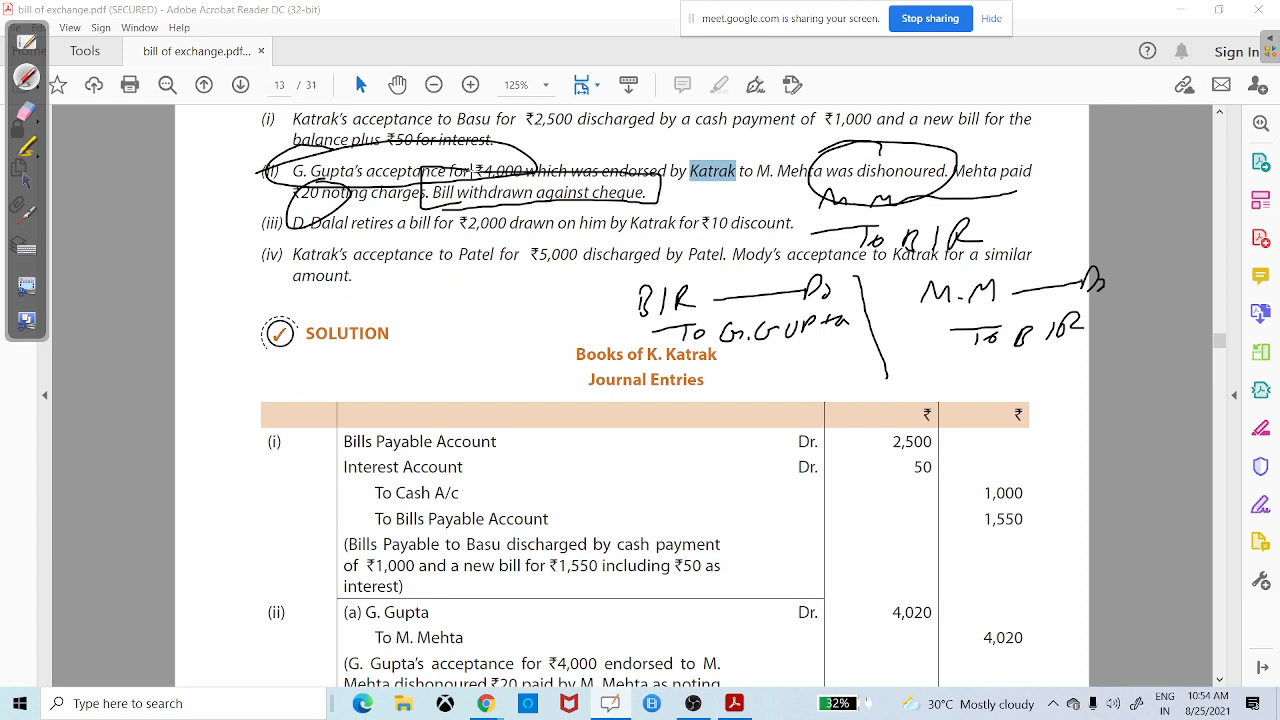 bill of exchange.pdf (SECURED) - Adobe Acrobat Reader DC (32-bit)
meet.google.com is sharing your screen. Stop sharing Hide
View Sign Window Help
Tools bill of exchange.pdf... × Sign In
13 / 31 125%
(i) Katrak's acceptance to Basu for ₹2,500 discharged by a cash payment of ₹1,000 and a new bill for the
balance plus ₹50 for interest.
(ii) G. Gupta's acceptance for ₹4,000 which was endorsed by Katrak to M. Mehta was dishonoured. Mehta paid
₹20 noting charges. Bill withdrawn against cheque.
M M
(iii) D. Dalal retires a bill for ₹2,000 drawn on him by Katrak for ₹10 discount.
To B/R
(iv) Katrak's acceptance to Patel for ₹5,000 discharged by Patel. Mody's acceptance to Katrak for a similar
amount.
B/R Dr
To G. Gupta
M. M Dr
To B/R
SOLUTION
Books of K. Katrak
Journal Entries
₹ ₹
(i) Bills Payable Account Dr. 2,500
Interest Account Dr. 50
To Cash A/c 1,000
To Bills Payable Account 1,550
(Bills Payable to Basu discharged by cash payment
of ₹1,000 and a new bill for ₹1,550 including ₹50 as
interest)
(ii) (a) G. Gupta Dr. 4,020
To M. Mehta 4,020
(G. Gupta's acceptance for ₹4,000 endorsed to M.
Mehta dishonoured ₹20 paid by M. Mehta as noting
Type here to search 32% 30°C Mostly cloudy ENG IN 10:54 AM 8/25/2021